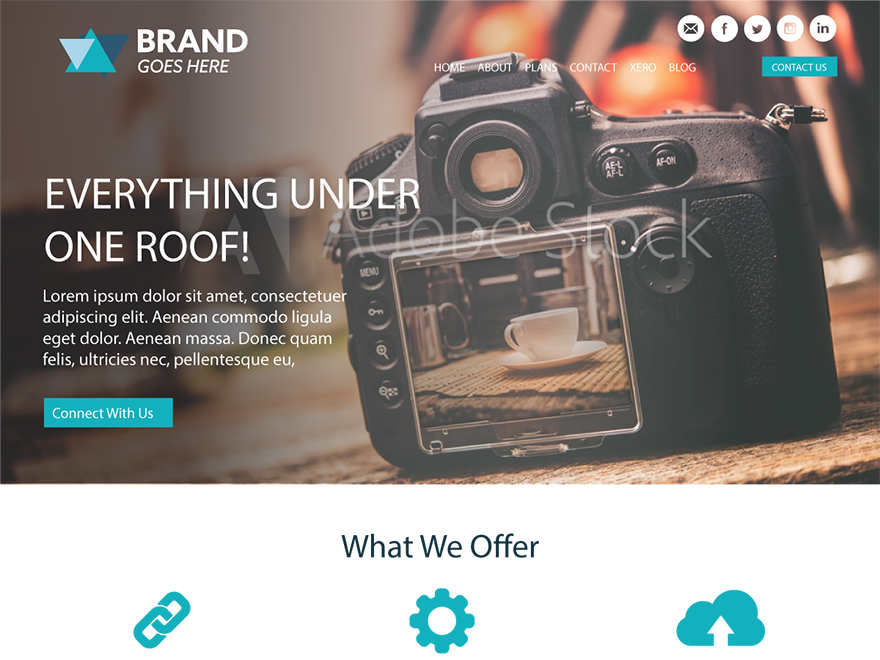 BRAND
GOES HERE
HOME ABOUT PLANS CONTACT XERO BLOG
CONTACT US
EVERYTHING UNDER
ONE ROOF!
Lorem ipsum dolor sit amet, consectetuer
adipiscing elit. Aenean commodo ligula
eget dolor. Aenean massa. Donec quam
felis, ultricies nec, pellentesque eu,
Connect With Us
Adobe Stock
AE-L
AF-L
AF-ON
MENU
What We Offer